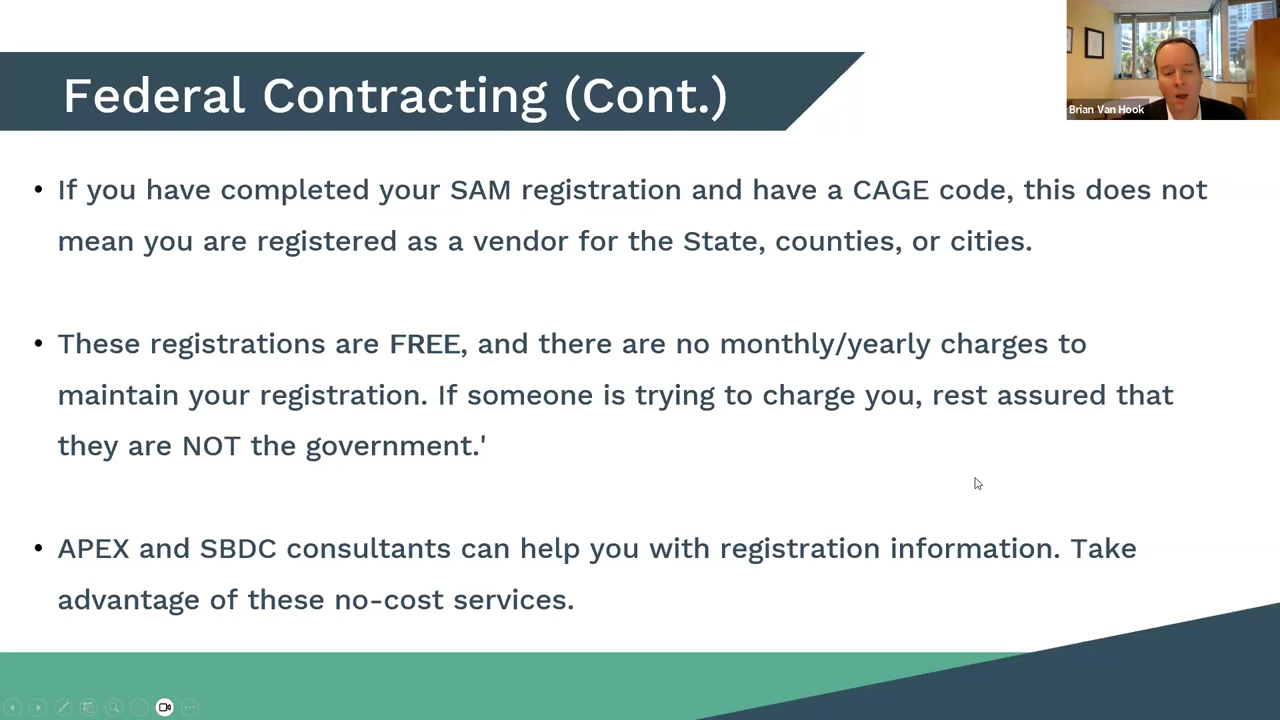 Federal Contracting (Cont.)
Brian Van Hook
• If you have completed your SAM registration and have a CAGE code, this does not
mean you are registered as a vendor for the State, counties, or cities.
• These registrations are FREE, and there are no monthly/yearly charges to
maintain your registration. If someone is trying to charge you, rest assured that
they are NOT the government.'
• APEX and SBDC consultants can help you with registration information. Take
advantage of these no-cost services.